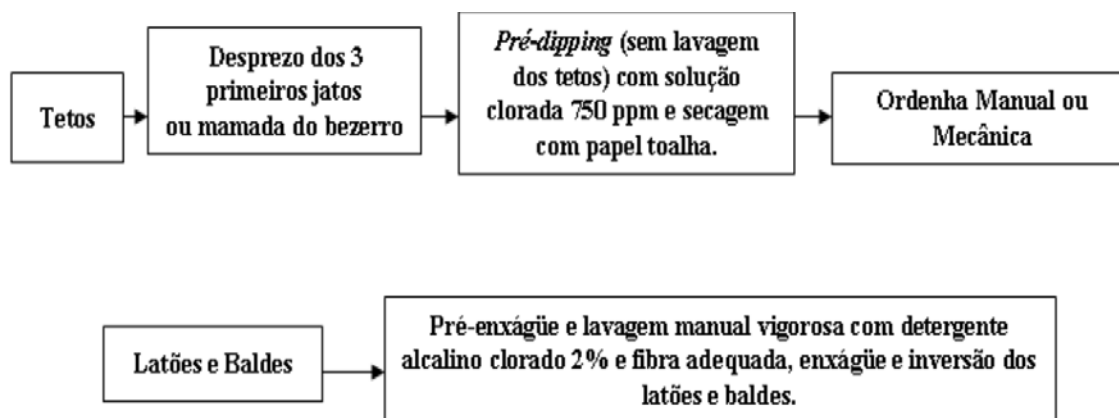 Tetos
Desprezo dos 3
primeiros jatos
ou mamada do bezerro
Pré-dipping (sem lavagem
dos tetos) com solução
clorada 750 ppm e secagem
com papel toalha.
Ordenha Manual ou
Mecânica
Latões e Baldes
Pré-enxágüe e lavagem manual vigorosa com detergente
alcalino clorado 2% e fibra adequada, enxágüe e inversão dos
latões e baldes.